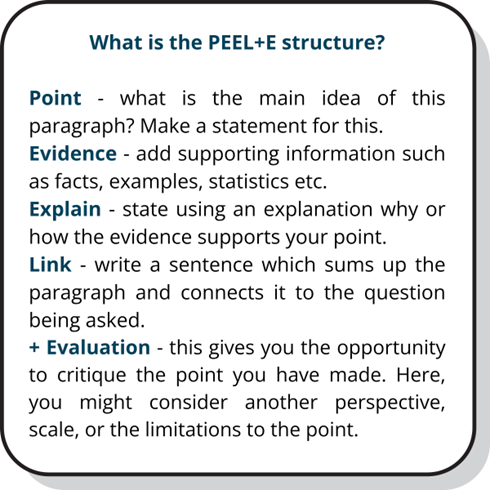 What is the PEEL+E structure?
Point - what is the main idea of this
paragraph? Make a statement for this.
Evidence - add supporting information such
as facts, examples, statistics etc.
Explain - state using an explanation why or
how the evidence supports your point.
Link - write a sentence which sums up the
paragraph and connects it to the question
being asked.
+ Evaluation - this gives you the opportunity
to critique the point you have made. Here,
you might consider another perspective,
scale, or the limitations to the point.